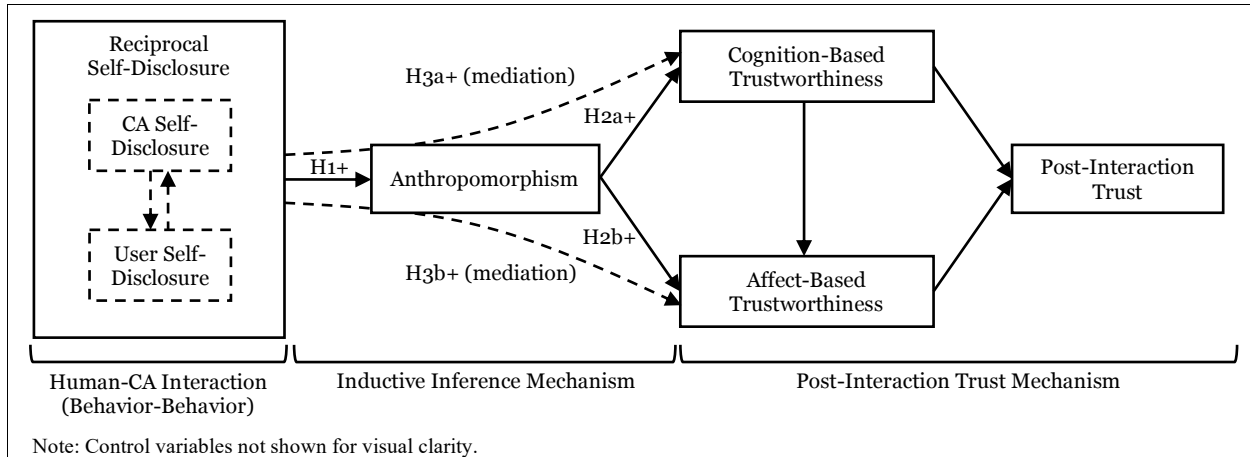 Reciprocal
Self-Disclosure
CA Self-
Disclosure
User Self-
Disclosure
H1+
H3a+ (mediation)
H2a+
Anthropomorphism
H2b+
H3b+ (mediation)
Cognition-Based
Trustworthiness
Affect-Based
Trustworthiness
Post-Interaction
Trust
Human-CA Interaction
(Behavior-Behavior)
Inductive Inference Mechanism
Post-Interaction Trust Mechanism
Note: Control variables not shown for visual clarity.